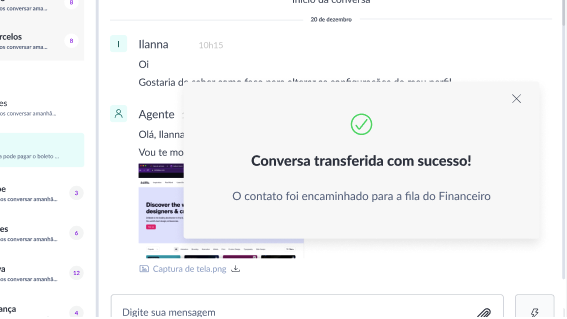 Início da conversa
20 de dezembro
8
os conversar ama...
rcelos
os conversar ama...
8
es
os conversar amanhã...
a pode pagar o boleto ...
e
os conversar amanhã...
3
es
os conversar amanhã...
6
va
os conversar amanhã...
12
ança
4
I
Ilanna
10h15
Oi
Gostaria de saber como faço para alterar as configurações do meu perfil
Agente
Olá, Ilanna
Vou te mo
Discover the
designers & c
Captura de tela.png
Conversa transferida com sucesso!
O contato foi encaminhado para a fila do Financeiro
Digite sua mensagem